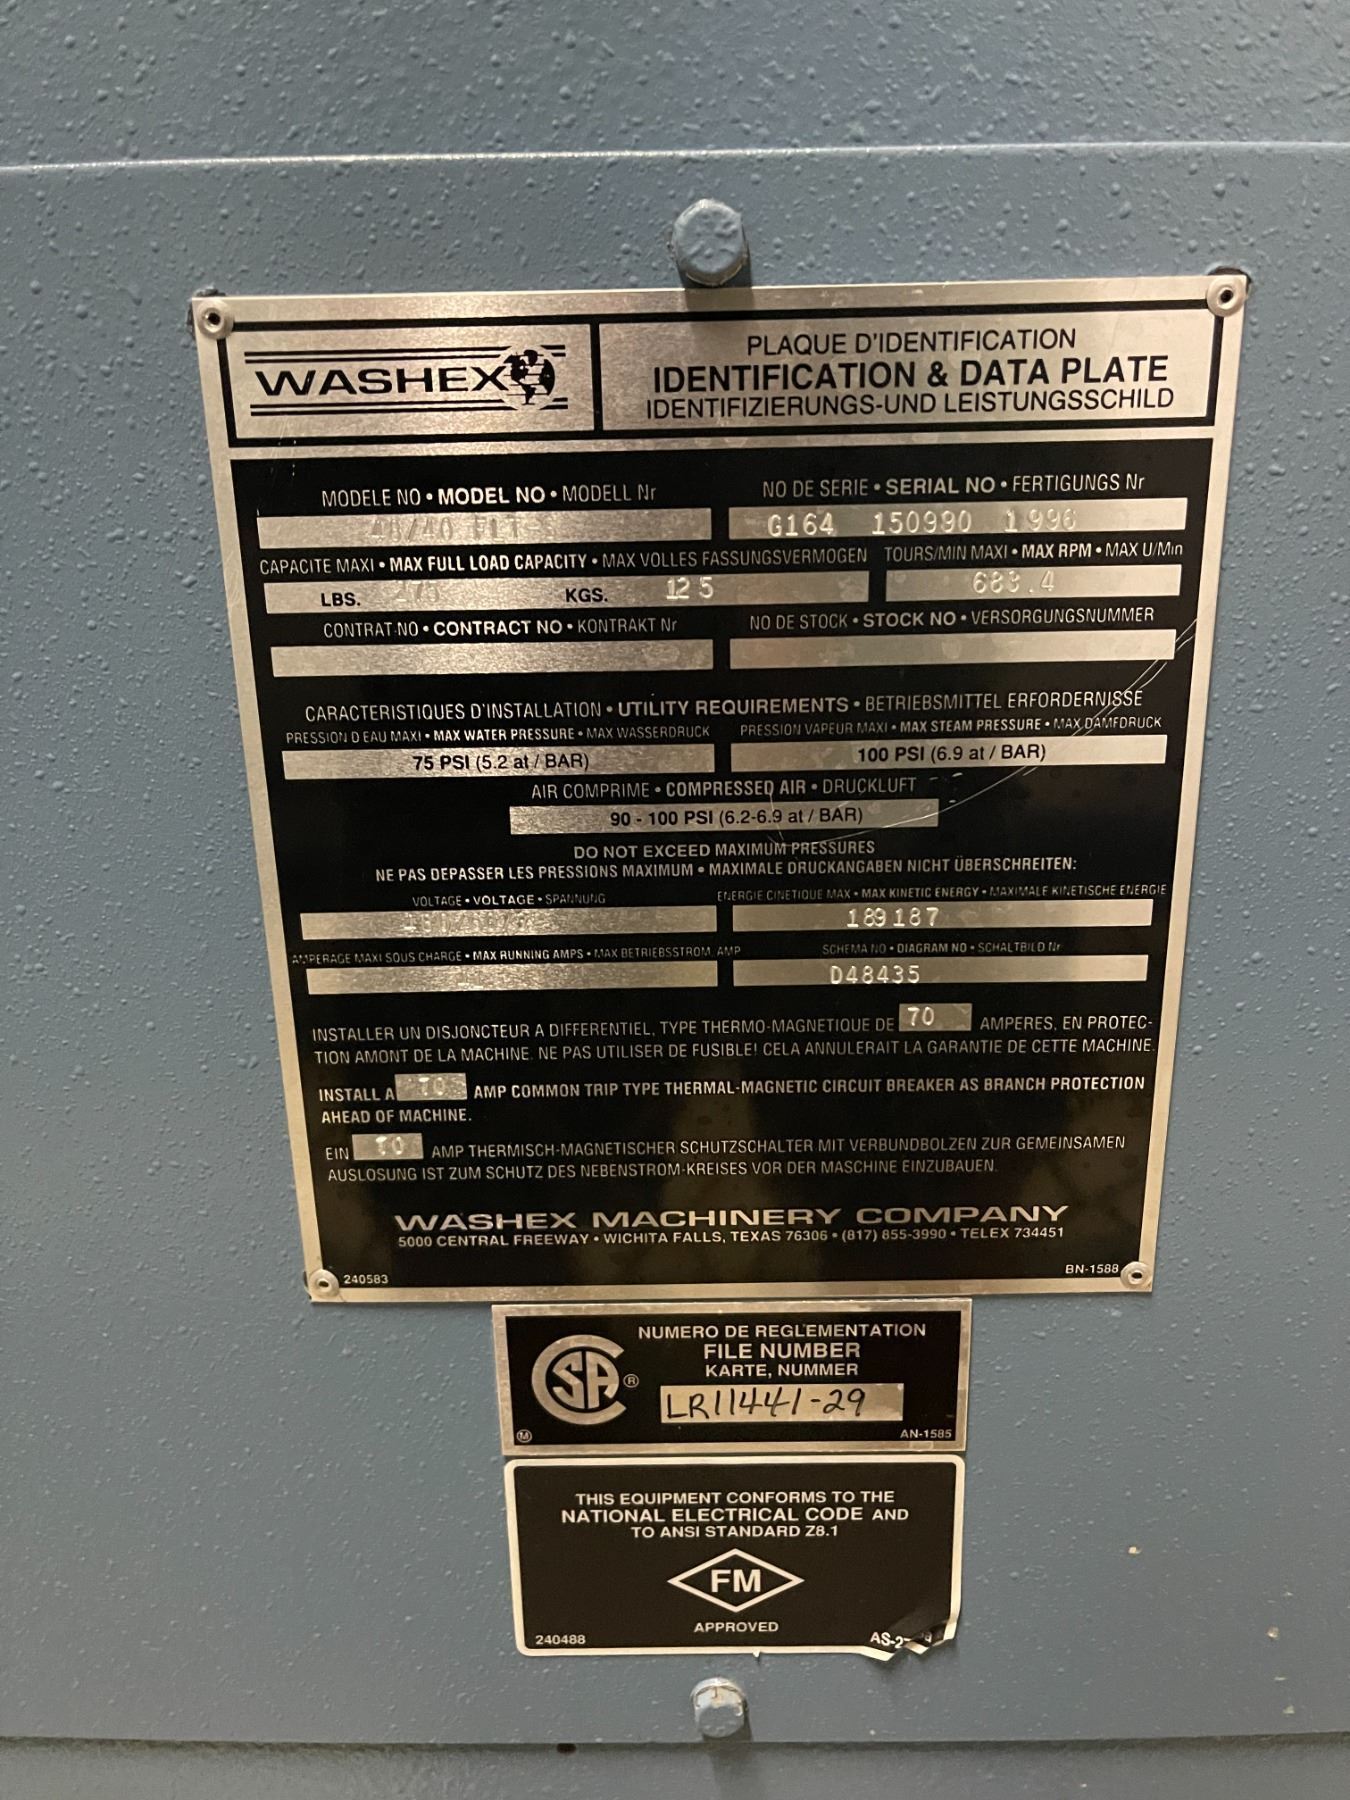 WASHEX
PLAQUE D'IDENTIFICATION
IDENTIFICATION & DATA PLATE
IDENTIFIZIERUNGS-UND LEISTUNGSSCHILD
MODELE NO • MODEL NO • MODELL Nr
NO DE SERIE • SERIAL NO • FERTIGUNGS Nr
48/40 FLT
G164 150990 1996
CAPACITE MAXI • MAX FULL LOAD CAPACITY • MAX VOLLES FASSUNGSVERMOGEN
TOURS/MIN MAXI • MAX RPM • MAX U/Min
LBS. 275 KGS. 125
683.4
CONTRAT NO • CONTRACT NO • KONTRAKT Nr
NO DE STOCK • STOCK NO • VERSORGUNGSNUMMER
CARACTERISTIQUES D'INSTALLATION • UTILITY REQUIREMENTS • BETRIEBSMITTEL ERFORDERNISSE
PRESSION D EAU MAXI • MAX WATER PRESSURE • MAX WASSERDRUCK
PRESSION VAPEUR MAXI • MAX STEAM PRESSURE • MAX DAMFDRUCK
75 PSI (5.2 at / BAR)
100 PSI (6.9 at / BAR)
AIR COMPRIME • COMPRESSED AIR • DRUCKLUFT
90 - 100 PSI (6.2-6.9 at / BAR)
DO NOT EXCEED MAXIMUM PRESSURES
NE PAS DEPASSER LES PRESSIONS MAXIMUM • MAXIMALE DRUCKANGABEN NICHT ÜBERSCHREITEN:
VOLTAGE • VOLTAGE • SPANNUNG
ENERGIE CINETIQUE MAX • MAX KINETIC ENERGY • MAXIMALE KINETISCHE ENERGIE
189187
AMPERAGE MAXI SOUS CHARGE • MAX RUNNING AMPS • MAX BETRIEBSSTROM, AMP
SCHEMA NO • DIAGRAM NO • SCHALTBILD Nr
D48435
INSTALLER UN DISJONCTEUR A DIFFERENTIEL, TYPE THERMO-MAGNETIQUE DE 70 AMPERES, EN PROTEC-
TION AMONT DE LA MACHINE. NE PAS UTILISER DE FUSIBLE! CELA ANNULERAIT LA GARANTIE DE CETTE MACHINE.
INSTALL A 70 AMP COMMON TRIP TYPE THERMAL-MAGNETIC CIRCUIT BREAKER AS BRANCH PROTECTION
AHEAD OF MACHINE.
EIN 70 AMP THERMISCH-MAGNETISCHER SCHUTZSCHALTER MIT VERBUNDBOLZEN ZUR GEMEINSAMEN
AUSLOSUNG IST ZUM SCHUTZ DES NEBENSTROM-KREISES VOR DER MASCHINE EINZUBAUEN.
WASHEX MACHINERY COMPANY
5000 CENTRAL FREEWAY • WICHITA FALLS, TEXAS 76306 • (817) 855-3990 • TELEX 734451
240583
BN-1588
NUMERO DE REGLEMENTATION
FILE NUMBER
KARTE, NUMMER
CSA ®
LR11441-29
M
AN-1585
THIS EQUIPMENT CONFORMS TO THE
NATIONAL ELECTRICAL CODE AND
TO ANSI STANDARD Z8.1
FM
APPROVED
240488